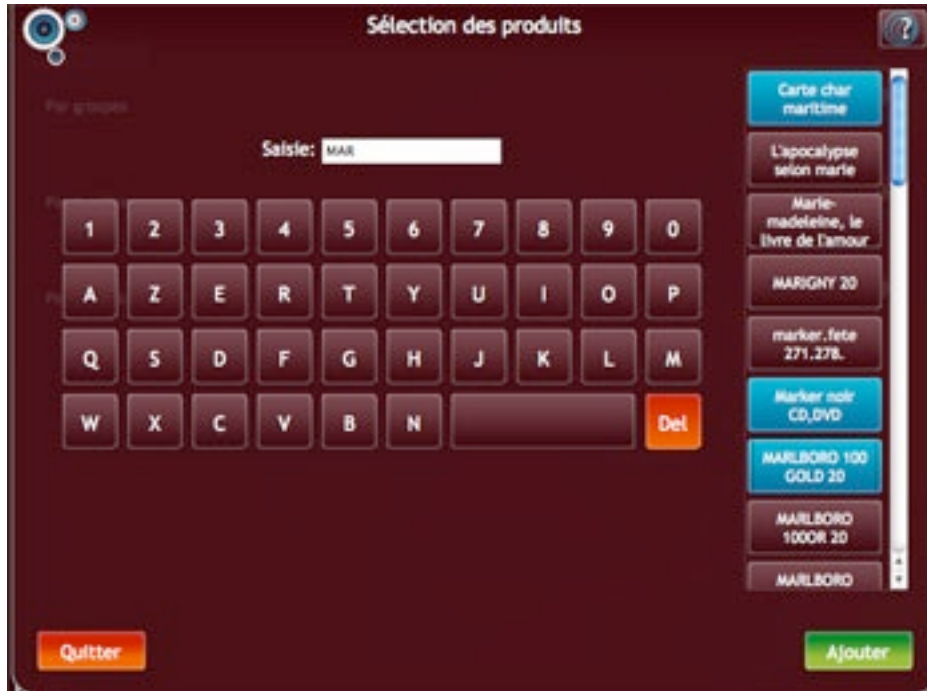 Sélection des produits
?
Par groupes
Saisie: MAR
1 2 3 4 5 6 7 8 9 0
A Z E R T Y U I O P
Q S D F G H J K L M
W X C V B N Del
Carte char
maritime
L'apocalypse
selon marie
Marie-
madeleine, le
livre de l'amour
MARIGNY 20
marker.fete
271.278.
Marker noir
CD,DVD
MARLBORO 100
GOLD 20
MARLBORO
100OR 20
MARLBORO
Quitter
Ajouter